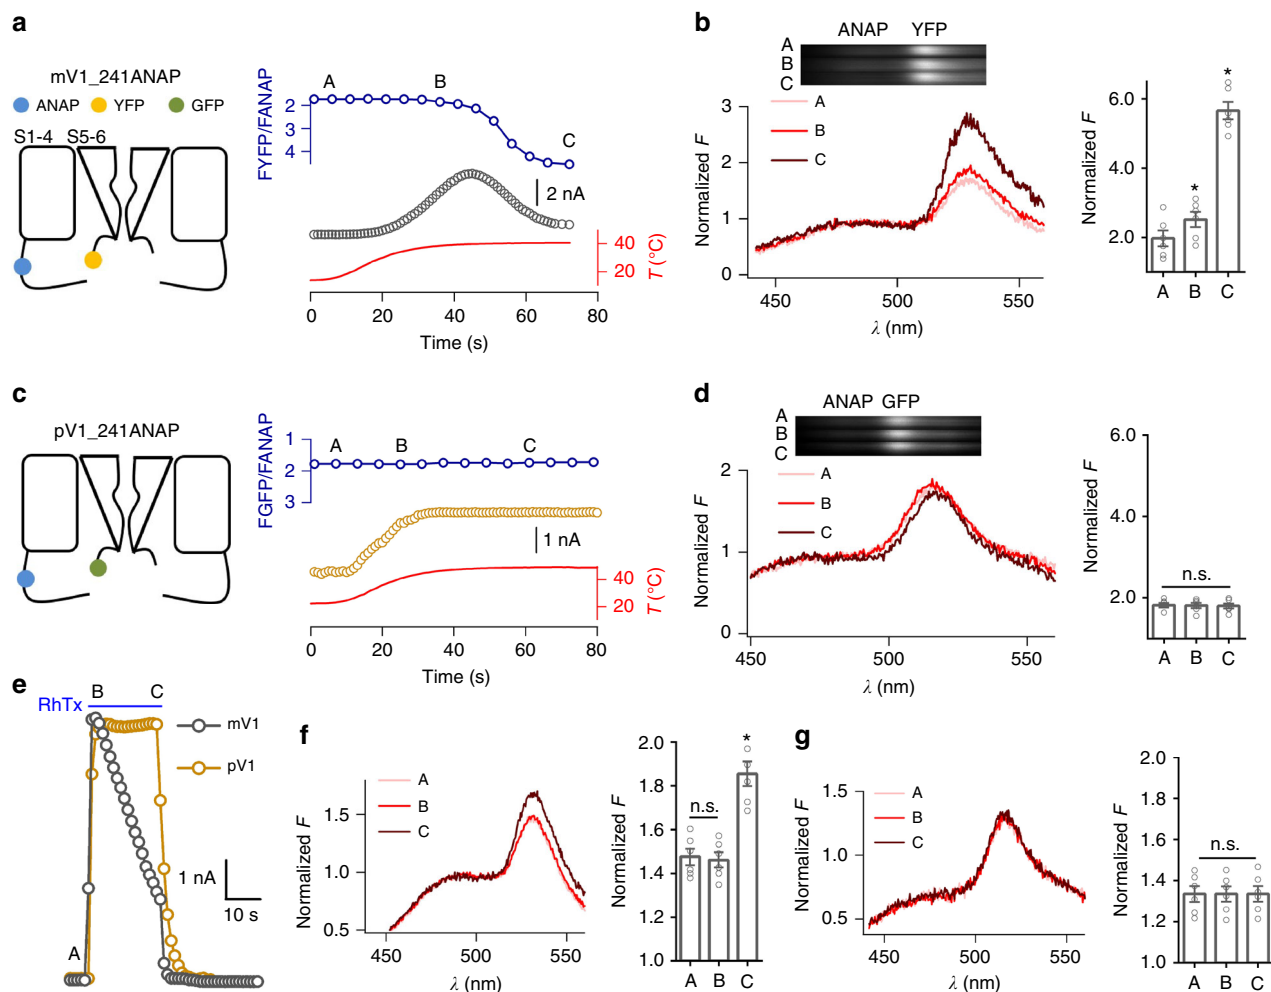 a
mV1_241ANAP
ANAP YFP GFP
S1-4 S5-6
FYFP/FANAP
2
3
4
A B C
2 nA
40
20
T (°C)
0 20 40 60 80
Time (s)
b
ANAP YFP
A
B
C
A
B
C
Normalized F
3
2
1
0
450 500 550
λ (nm)
Normalized F
6.0
4.0
2.0
* *
A B C
c
pV1_241ANAP
FGFP/FANAP
1
2
3
A B C
1 nA
40
20
T (°C)
0 20 40 60 80
Time (s)
d
ANAP GFP
A
B
C
A
B
C
Normalized F
2
1
0
450 500 550
λ (nm)
Normalized F
6.0
4.0
2.0
n.s.
A B C
e
RhTx
B C
A
mV1
pV1
1 nA
10 s
f
A
B
C
Normalized F
1.5
1.0
0.5
450 500 550
λ (nm)
Normalized F
2.0
1.8
1.6
1.4
1.2
1.0
n.s.
*
A B C
g
A
B
C
Normalized F
1.5
1.0
0.5
450 500 550
λ (nm)
Normalized F
2.0
1.8
1.6
1.4
1.2
1.0
n.s.
A B C